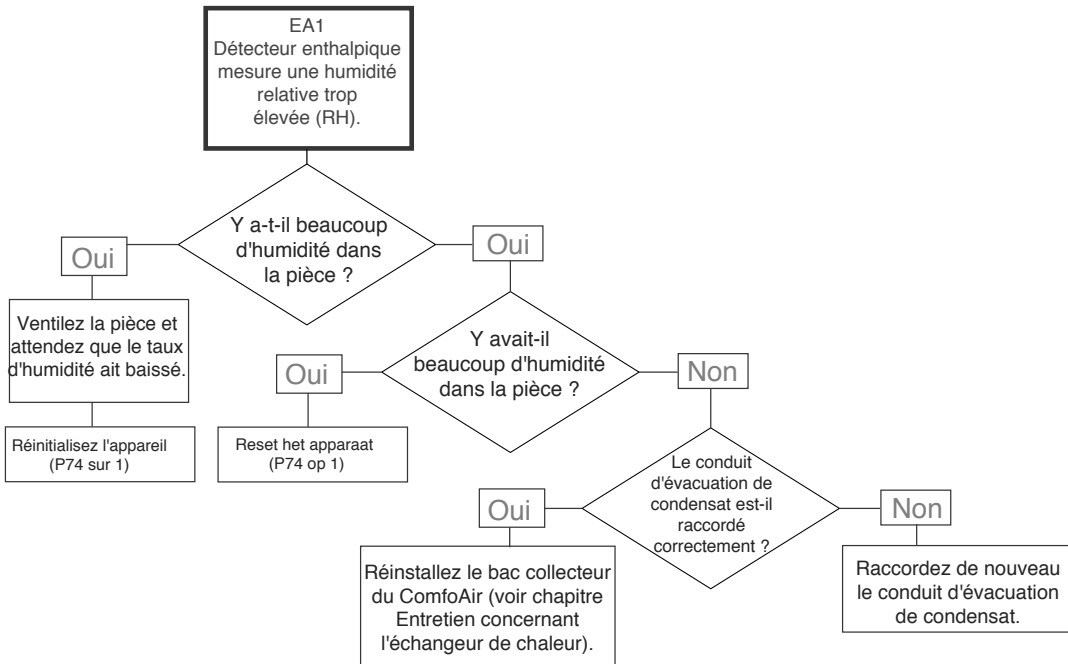 EA1
Détecteur enthalpique
mesure une humidité
relative trop
élevée (RH).
Y a-t-il beaucoup
d'humidité dans
la pièce ?
Oui
Oui
Ventilez la pièce et
attendez que le taux
d'humidité ait baissé.
Réinitialisez l'appareil
(P74 sur 1)
Y avait-il
beaucoup d'humidité
dans la pièce ?
Oui
Non
Reset het apparaat
(P74 op 1)
Le conduit
d'évacuation de
condensat est-il
raccordé
correctement ?
Oui
Non
Réinstallez le bac collecteur
du ComfoAir (voir chapitre
Entretien concernant
l'échangeur de chaleur).
Raccordez de nouveau
le conduit d'évacuation
de condensat.